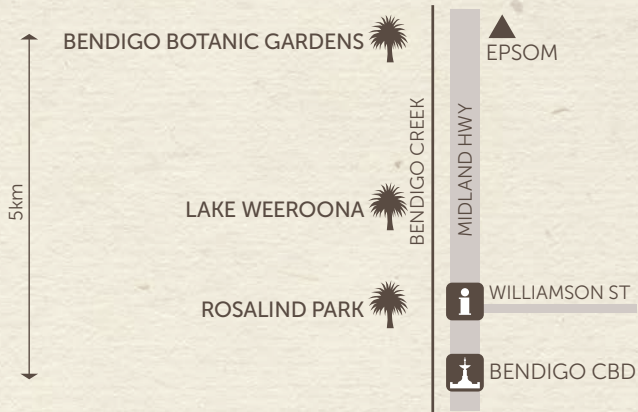 BENDIGO BOTANIC GARDENS
EPSOM
5km
BENDIGO CREEK
MIDLAND HWY
LAKE WEEROONA
ROSALIND PARK
i
WILLIAMSON ST
BENDIGO CBD